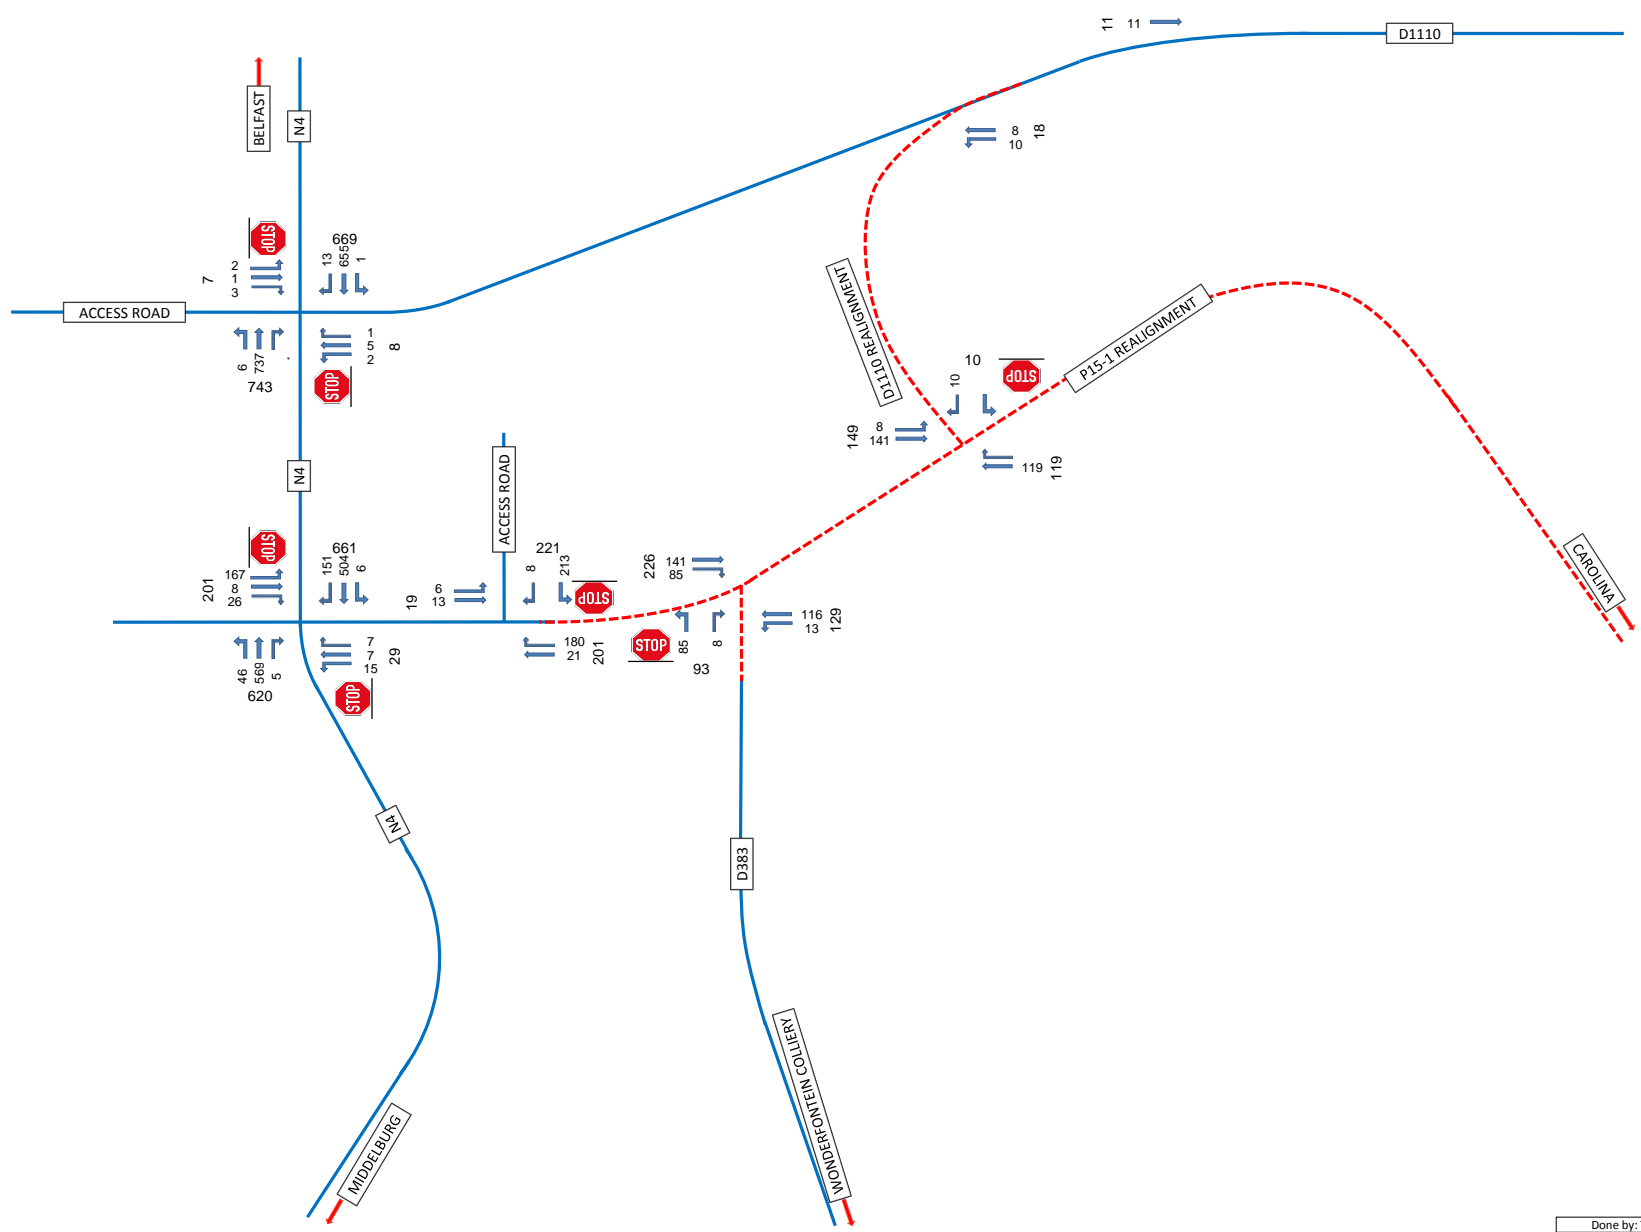 11
11
D1110
BELFAST
N4
8
10
18
STOP
669
13
655
1
7
2
1
3
ACCESS ROAD
6
737
743
1
5
2
8
STOP
D1110 REALIGNMENT
P15-1 REALIGNMENT
10
10
STOP
149
8
141
119
119
N4
ACCESS ROAD
STOP
661
151
504
6
201
167
8
26
46
569
5
620
7
7
15
29
STOP
19
6
13
221
8
213
STOP
180
21
201
226
141
85
STOP
85
8
93
116
13
129
CAROLINA
N4
D383
WONDERFONTEIN COLLIERY
MIDDELBURG
Done by: